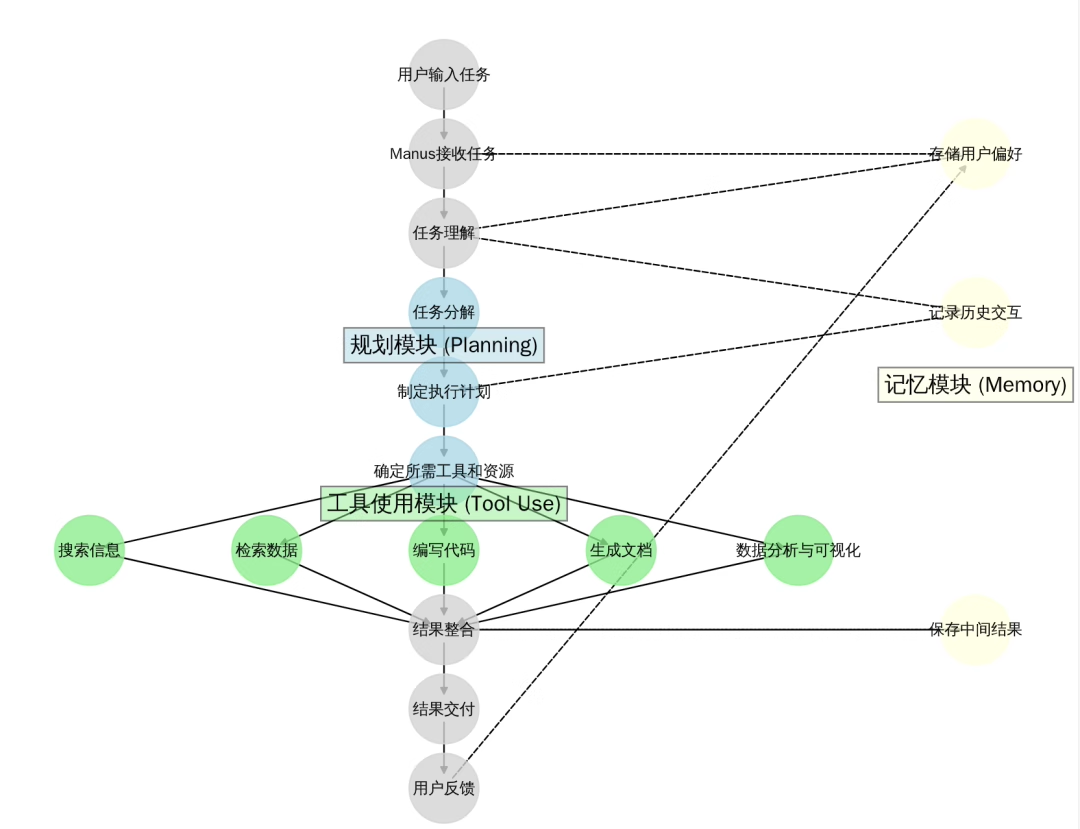 用户输入任务
Manus接收任务
存储用户偏好
任务理解
任务分解
记录历史交互
规划模块 (Planning)
记忆模块 (Memory)
制定执行计划
确定所需工具和资源
工具使用模块 (Tool Use)
搜索信息
检索数据
编写代码
生成文档
数据分析与可视化
结果整合
保存中间结果
结果交付
用户反馈